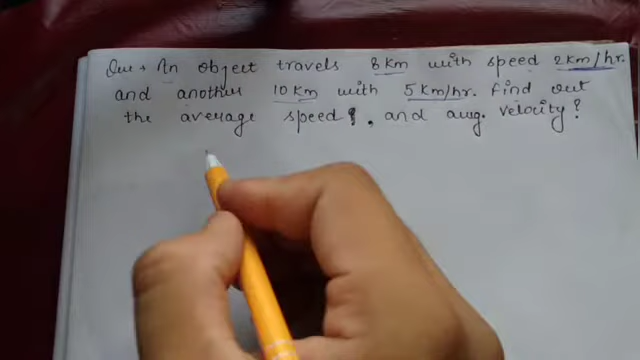 Que → An object travels 8 Km with speed 2 km/hr.
and another 10 Km with 5 Km/hr. Find out
the average speed, and avg. velocity?